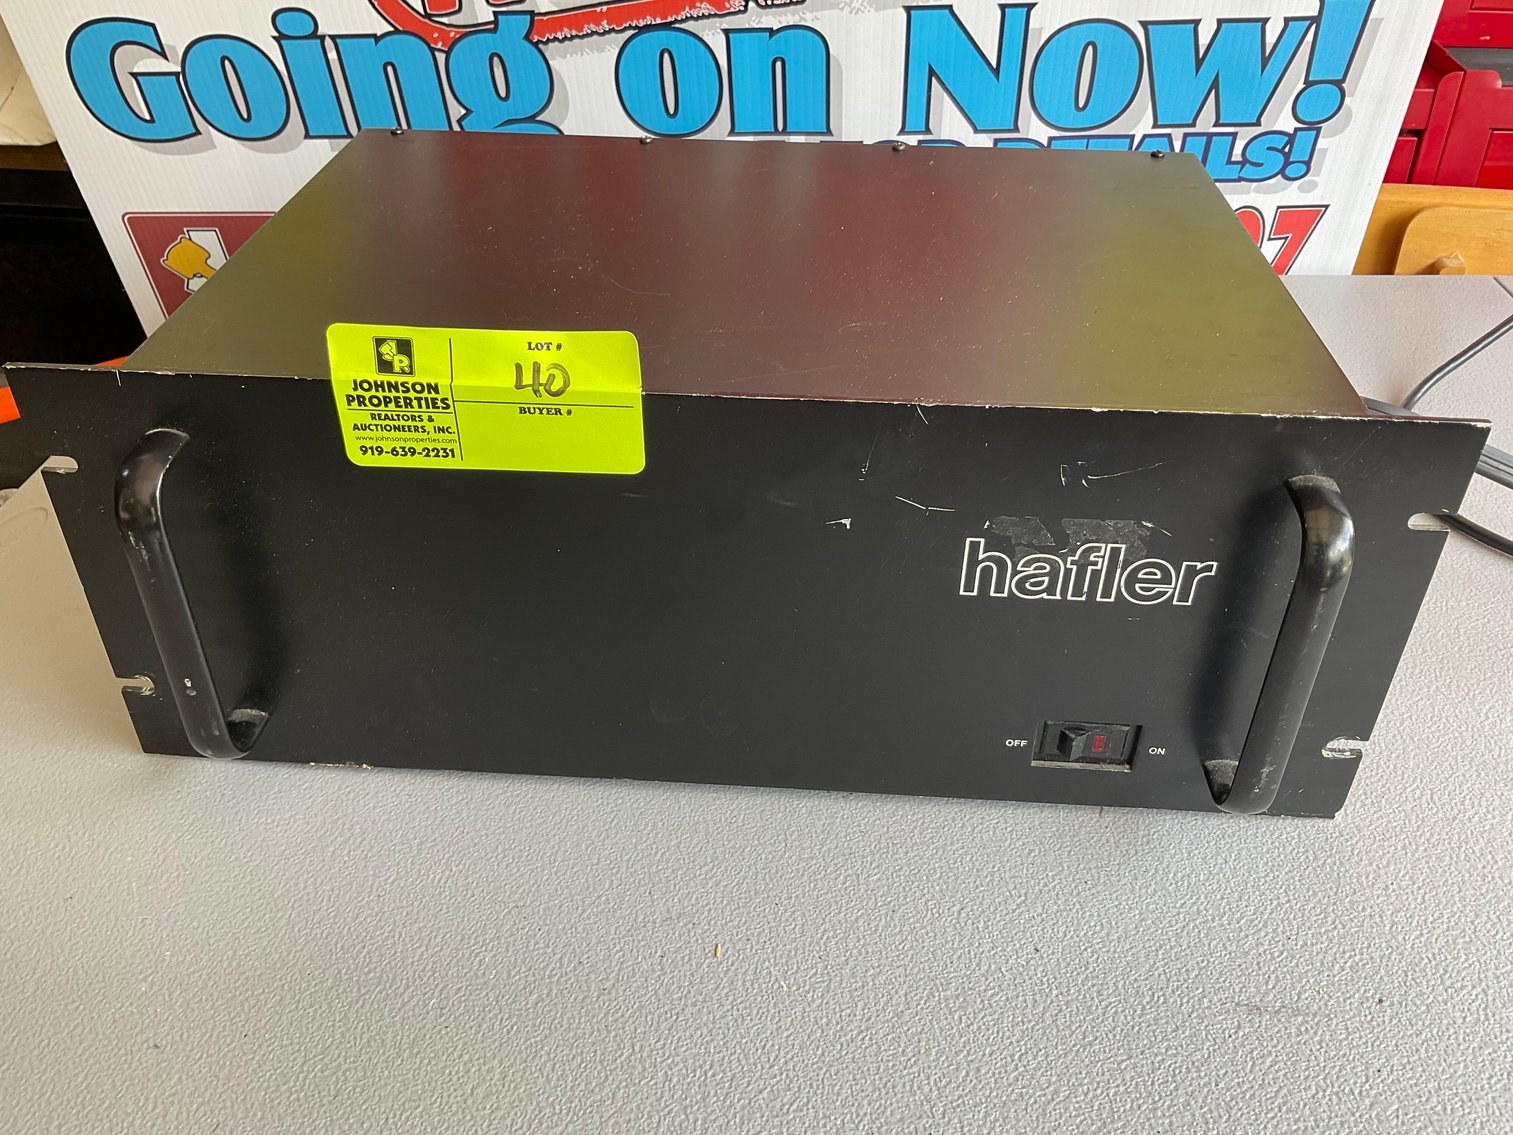 Going on Now!
DETAILS!
LOT #
40
BUYER #
JOHNSON
PROPERTIES
REALTORS &
AUCTIONEERS, INC.
www.johnsonproperties.com
919-639-2231
hafler
OFF
ON